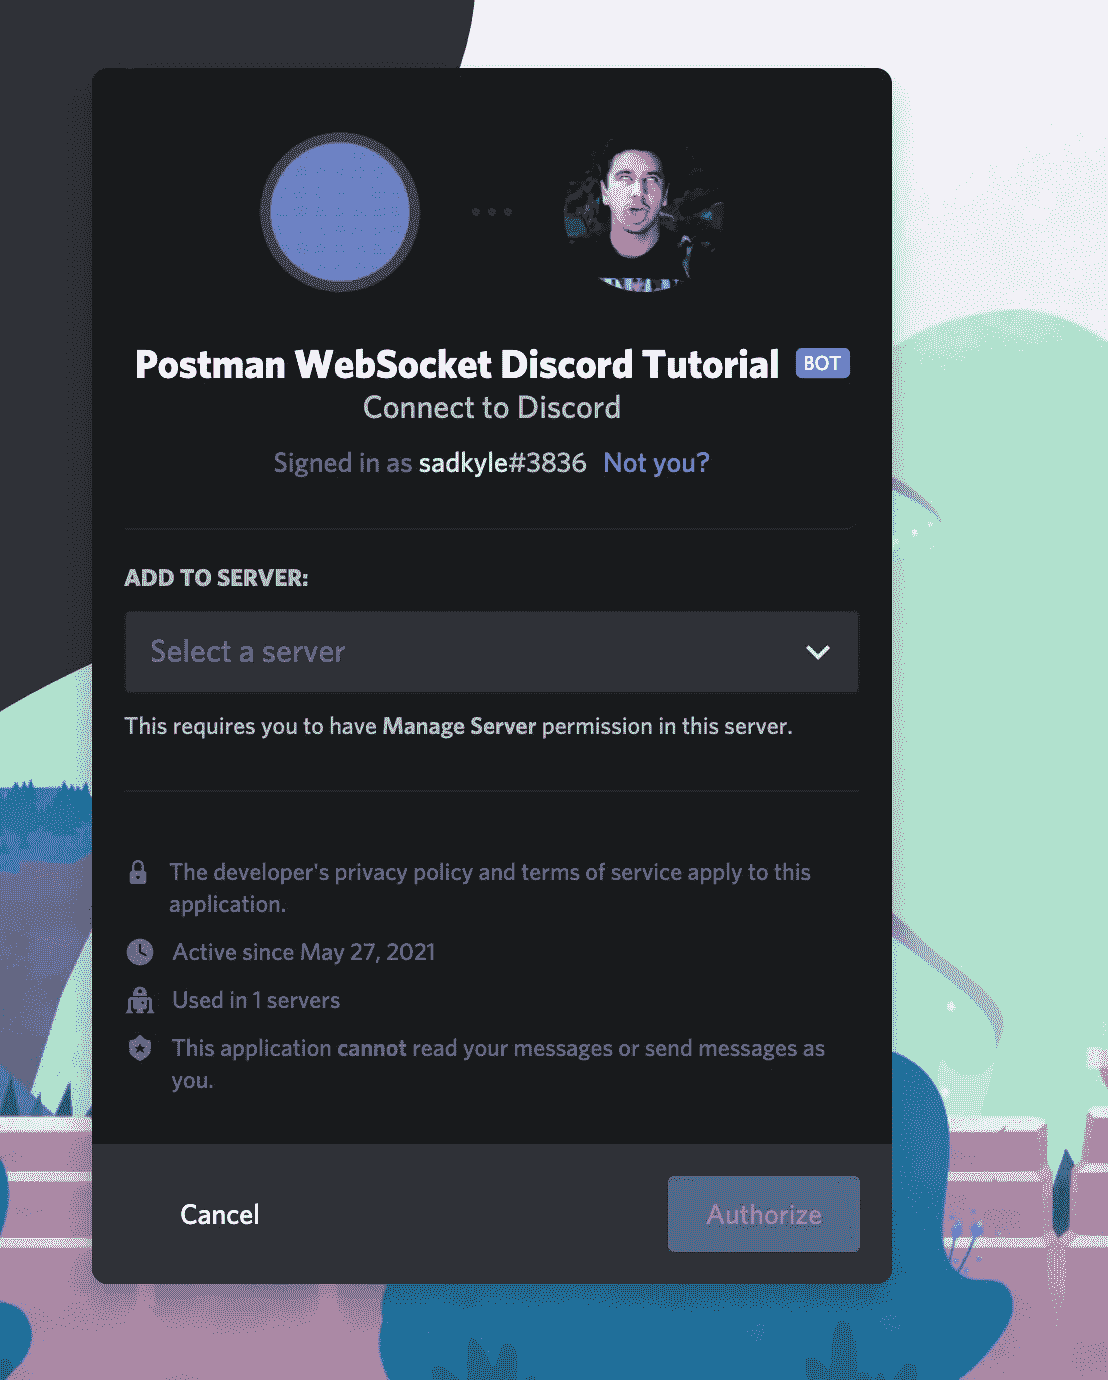 Postman WebSocket Discord Tutorial BOT
Connect to Discord
Signed in as sadkyle#3836 Not you?
ADD TO SERVER:
Select a server
This requires you to have Manage Server permission in this server.
The developer's privacy policy and terms of service apply to this
application.
Active since May 27, 2021
Used in 1 servers
This application cannot read your messages or send messages as
you.
Cancel Authorize